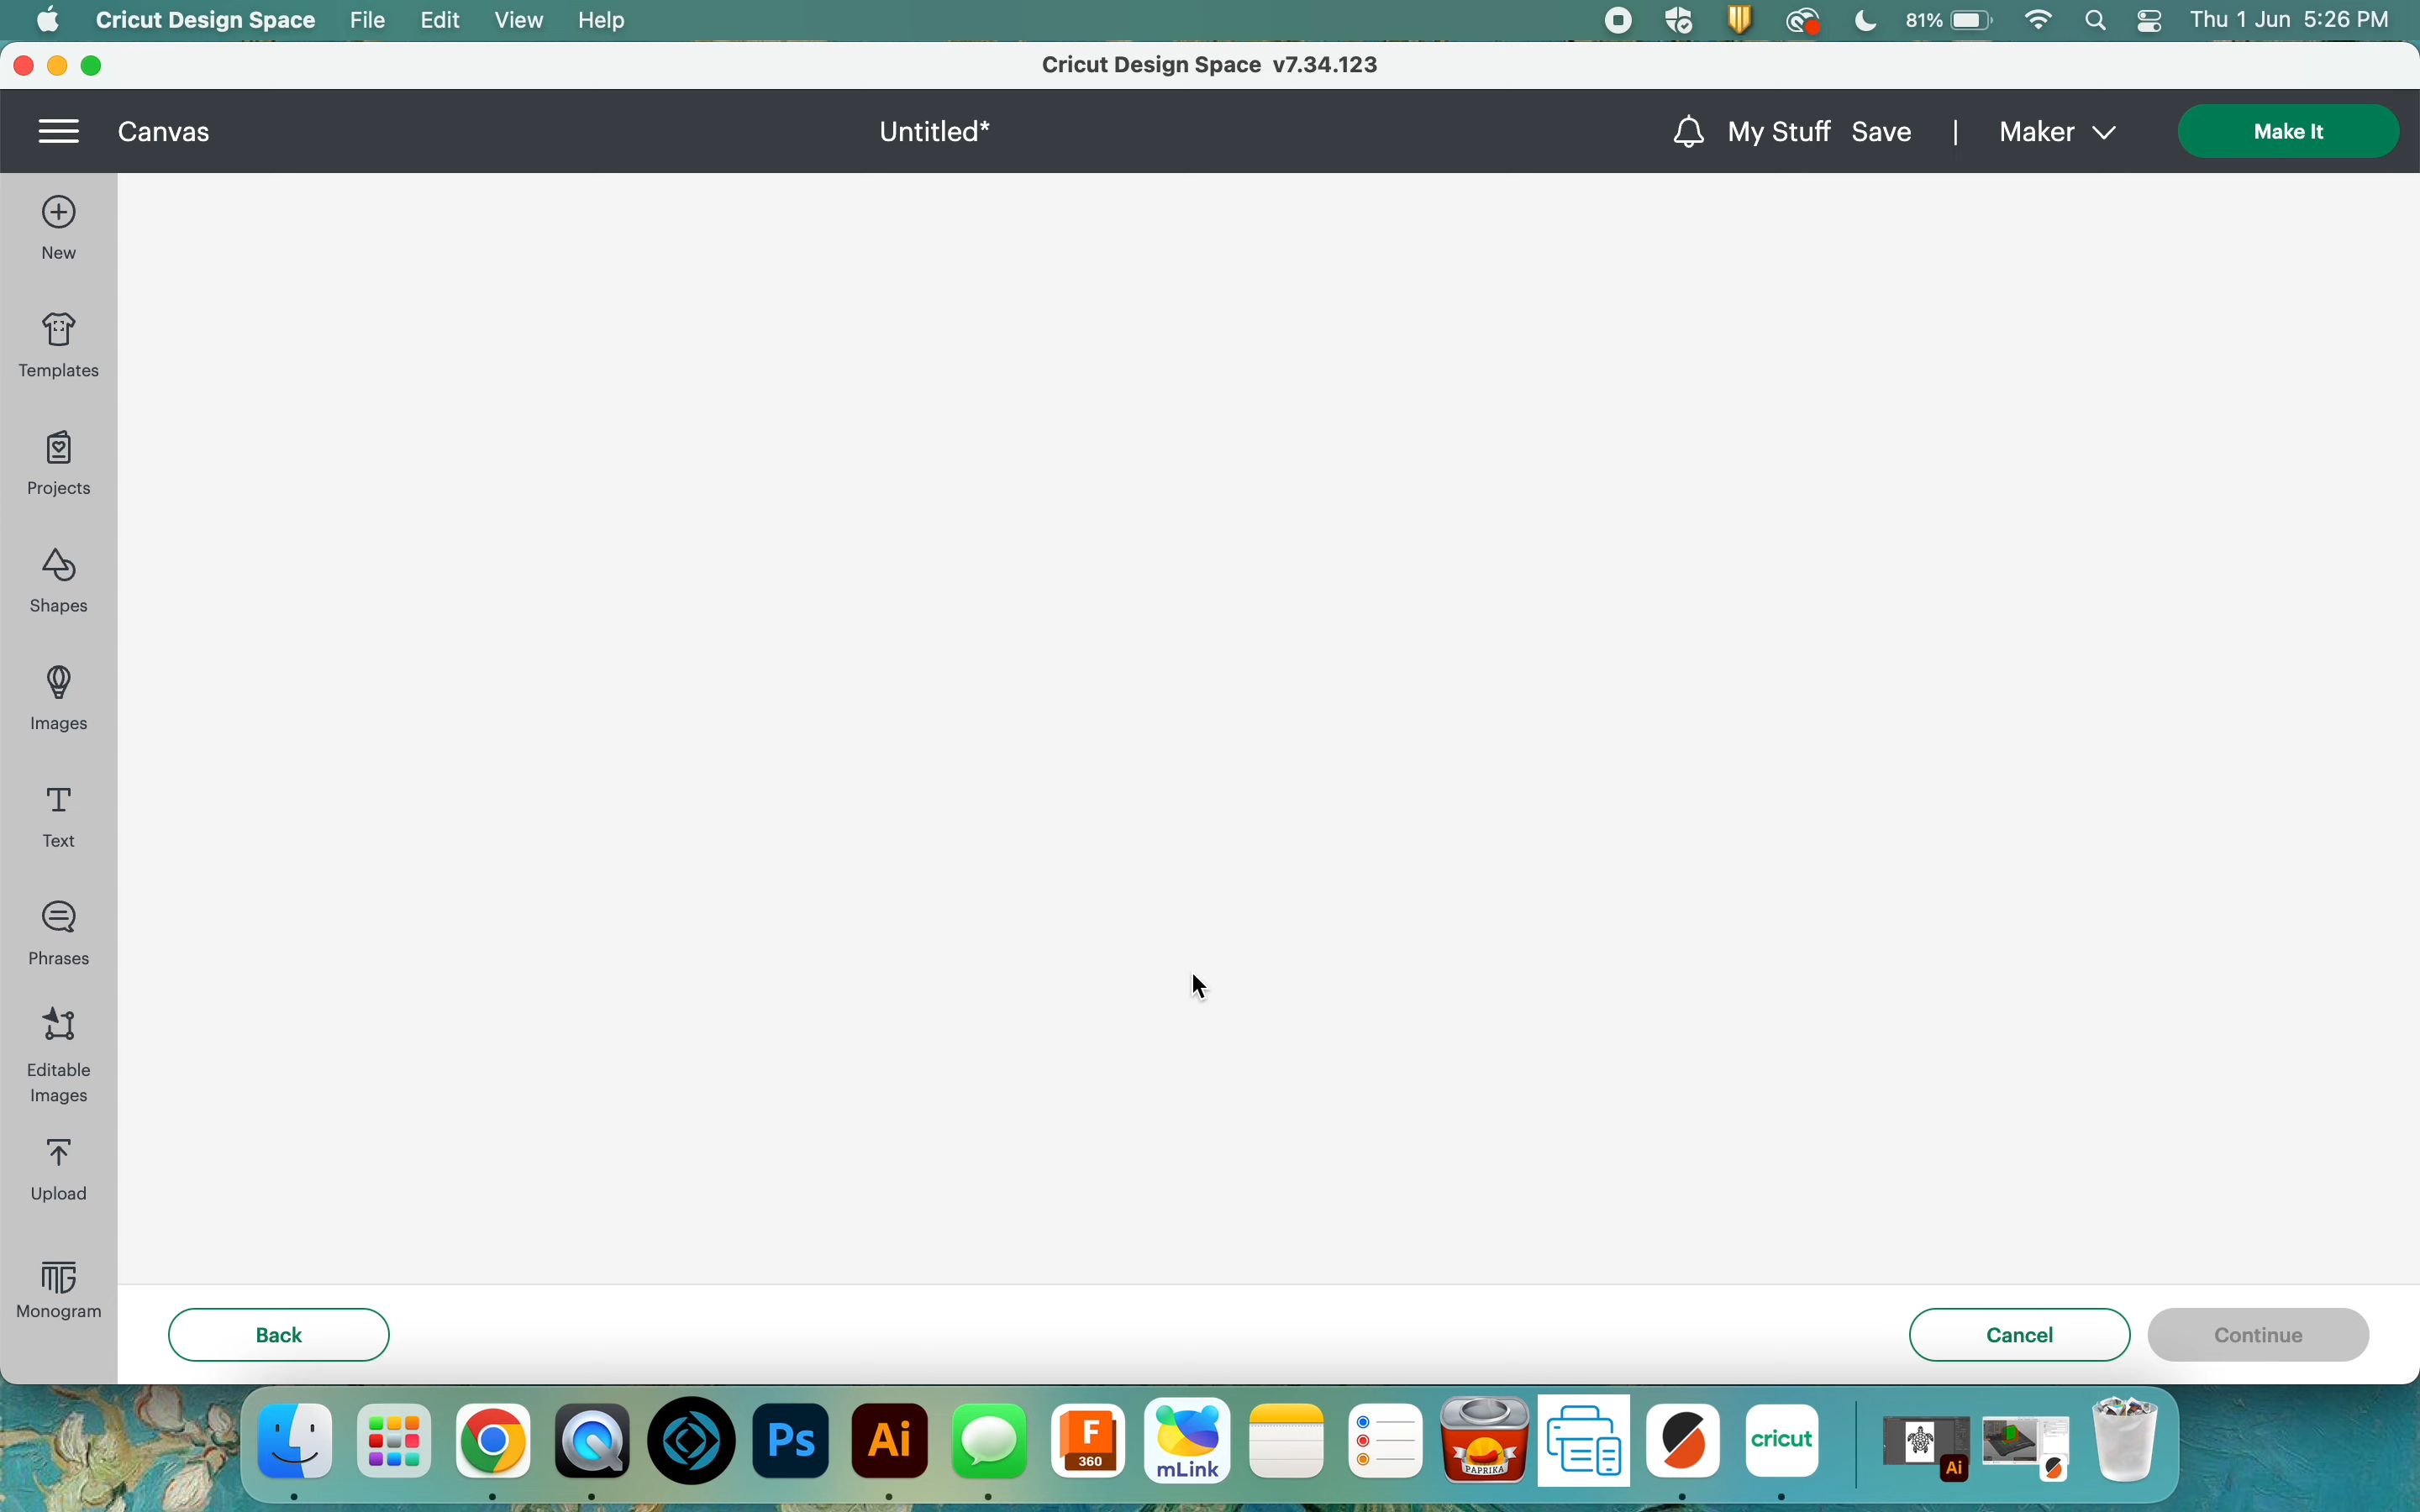 Cricut Design Space File Edit View Help 81% Thu 1 Jun 5:26 PM
Cricut Design Space v7.34.123
Canvas Untitled* My Stuff Save | Maker Make It
New
Templates
Projects
Shapes
Images
Text
Phrases
Editable
Images
Upload
Monogram
Back Cancel Continue
Ps Ai F 360 mLink PAPRIKA cricut Ai